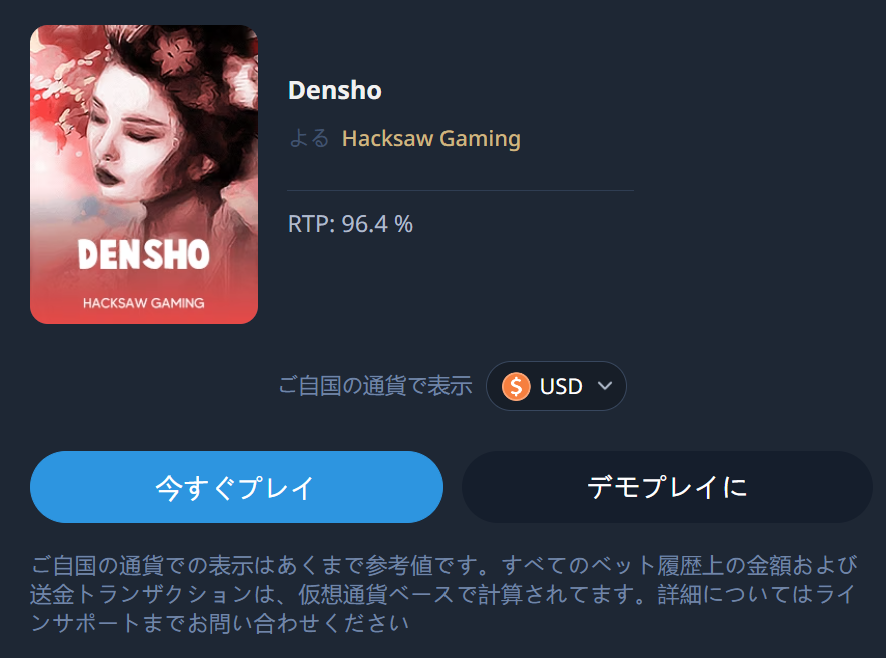 DENSHO
HACKSAW GAMING
Densho
よる Hacksaw Gaming
RTP: 96.4 %
ご自国の通貨で表示 $ USD
今すぐプレイ
デモプレイに
ご自国の通貨での表示はあくまで参考値です。すべてのベット履歴上の金額および
送金トランザクションは、仮想通貨ベースで計算されてます。詳細についてはライ
ンサポートまでお問い合わせください